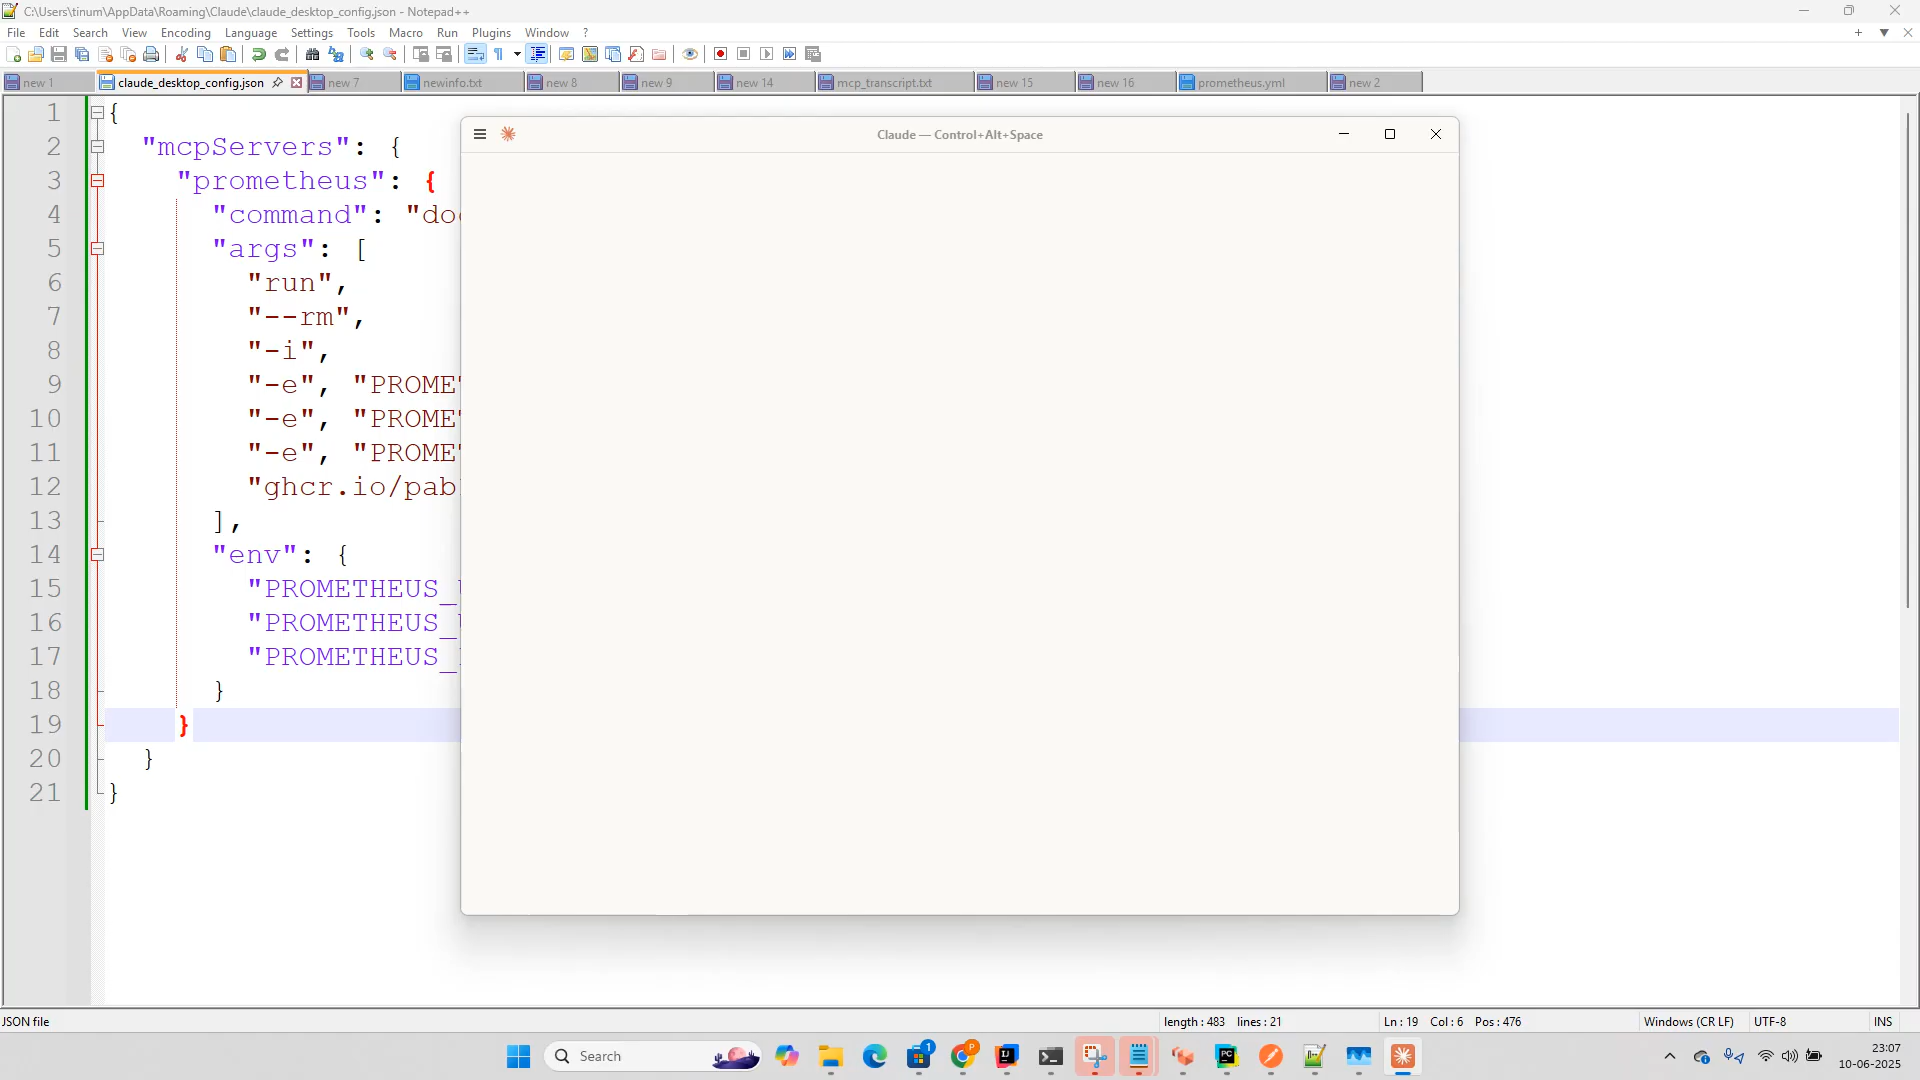 C:\Users\tinum\AppData\Roaming\Claude\claude_desktop_config.json - Notepad++
File Edit Search View Encoding Language Settings Tools Macro Run Plugins Window ?
new 1 claude_desktop_config.json new 7 newinfo.txt new 8 new 9 new 14 mcp_transcript.txt new 15 new 16 prometheus.yml new 2
Claude — Control+Alt+Space
1 {
2 "mcpServers": {
3 "prometheus": {
4 "command": "do
5 "args": [
6 "run",
7 "--rm",
8 "-i",
9 "-e", "PROME
10 "-e", "PROME
11 "-e", "PROME
12 "ghcr.io/pab
13 ],
14 "env": {
15 "PROMETHEUS_
16 "PROMETHEUS_
17 "PROMETHEUS_
18 }
19 }
20 }
21 }
JSON file length : 483 lines : 21 Ln : 19 Col : 6 Pos : 476 Windows (CR LF) UTF-8 INS
Search 1 P PC 23:07
10-06-2025